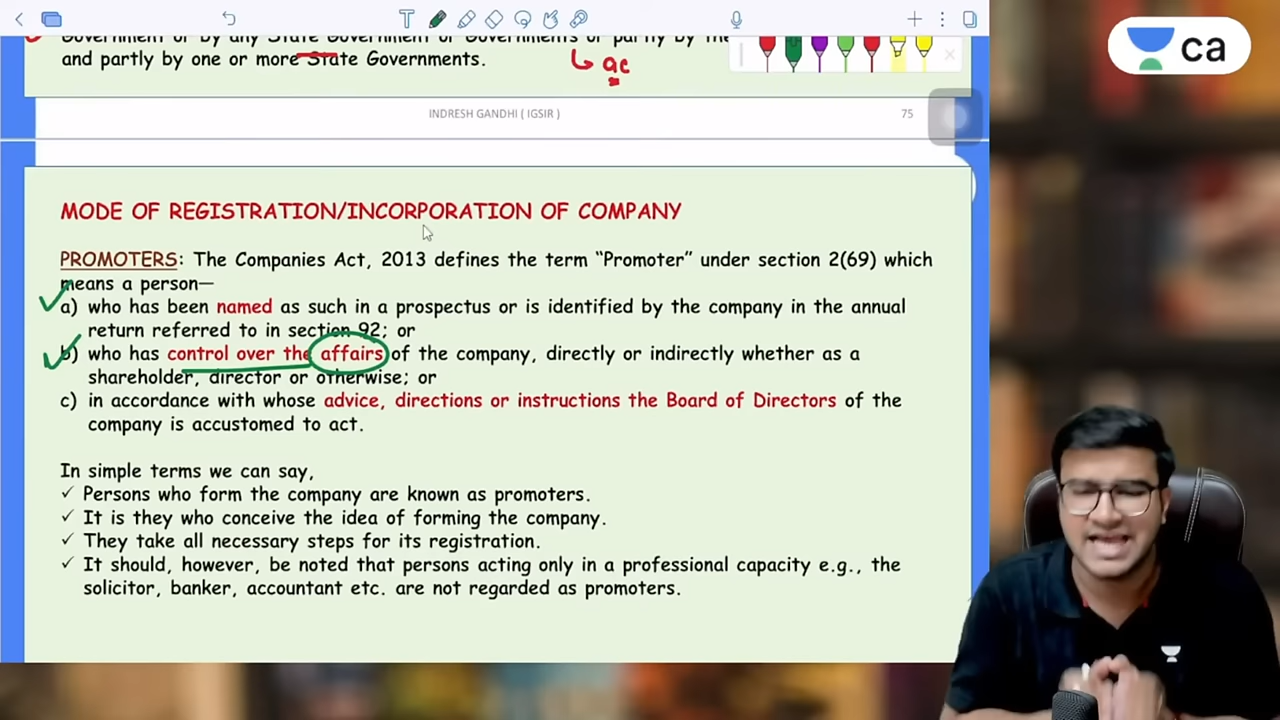 Government or by any State Government or Governments or partly by the
and partly by one or more State Governments.
ac
INDRESH GANDHI ( IGSIR )
75
ca
MODE OF REGISTRATION/INCORPORATION OF COMPANY
PROMOTERS: The Companies Act, 2013 defines the term “Promoter” under section 2(69) which
means a person—
a) who has been named as such in a prospectus or is identified by the company in the annual
return referred to in section 92; or
b) who has control over the affairs of the company, directly or indirectly whether as a
shareholder, director or otherwise; or
c) in accordance with whose advice, directions or instructions the Board of Directors of the
company is accustomed to act.
In simple terms we can say,
✓ Persons who form the company are known as promoters.
✓ It is they who conceive the idea of forming the company.
✓ They take all necessary steps for its registration.
✓ It should, however, be noted that persons acting only in a professional capacity e.g., the
solicitor, banker, accountant etc. are not regarded as promoters.